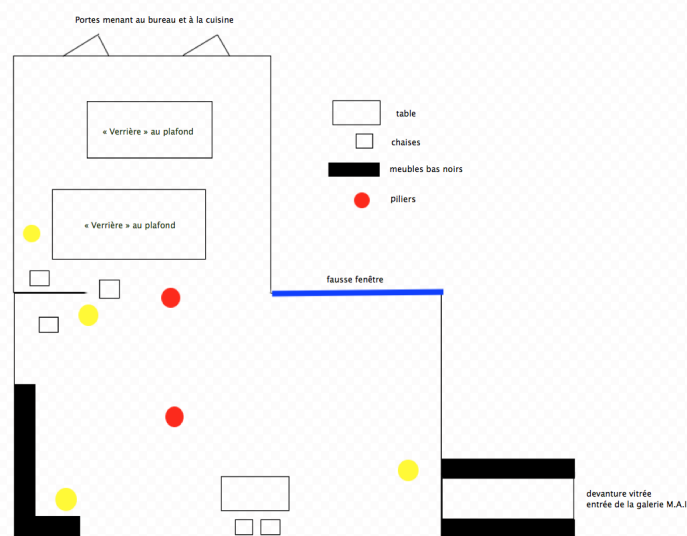 Portes menant au bureau et à la cuisine
« Verrière » au plafond
« Verrière » au plafond
table
chaises
meubles bas noirs
piliers
fausse fenêtre
devanture vitrée
entrée de la galerie M.A.I